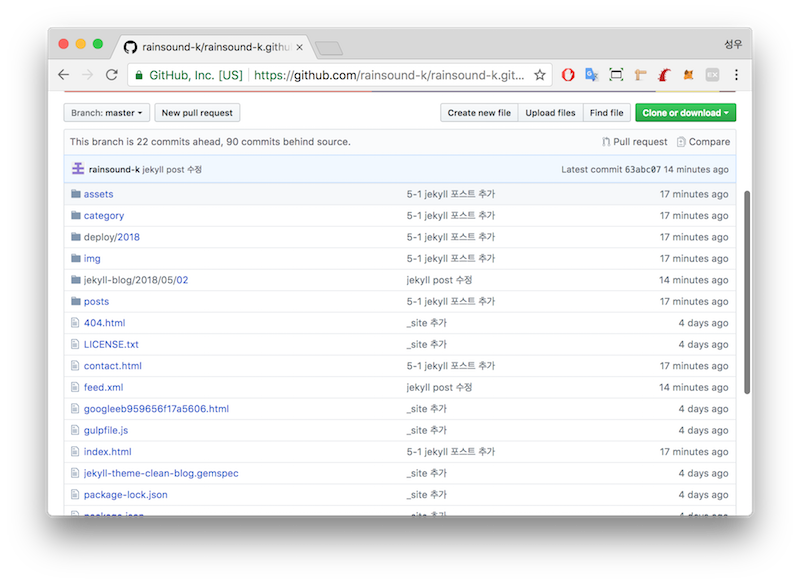 rainsound-k/rainsound-k.githu ×
성우
GitHub, Inc. [US] https://github.com/rainsound-k/rainsound-k.git...
Branch: master New pull request Create new file Upload files Find file Clone or download
This branch is 22 commits ahead, 90 commits behind source. Pull request Compare
rainsound-k jekyll post 수정 Latest commit 63abc07 14 minutes ago
assets 5-1 jekyll 포스트 추가 17 minutes ago
category 5-1 jekyll 포스트 추가 17 minutes ago
deploy/2018 5-1 jekyll 포스트 추가 17 minutes ago
img 5-1 jekyll 포스트 추가 17 minutes ago
jekyll-blog/2018/05/02 jekyll post 수정 14 minutes ago
posts 5-1 jekyll 포스트 추가 17 minutes ago
404.html _site 추가 4 days ago
LICENSE.txt _site 추가 4 days ago
contact.html 5-1 jekyll 포스트 추가 17 minutes ago
feed.xml jekyll post 수정 14 minutes ago
googleeb959656f17a5606.html _site 추가 4 days ago
gulpfile.js _site 추가 4 days ago
index.html 5-1 jekyll 포스트 추가 17 minutes ago
jekyll-theme-clean-blog.gemspec _site 추가 4 days ago
package-lock.json _site 추가 4 days ago
package.json _site 추가 4 days ago